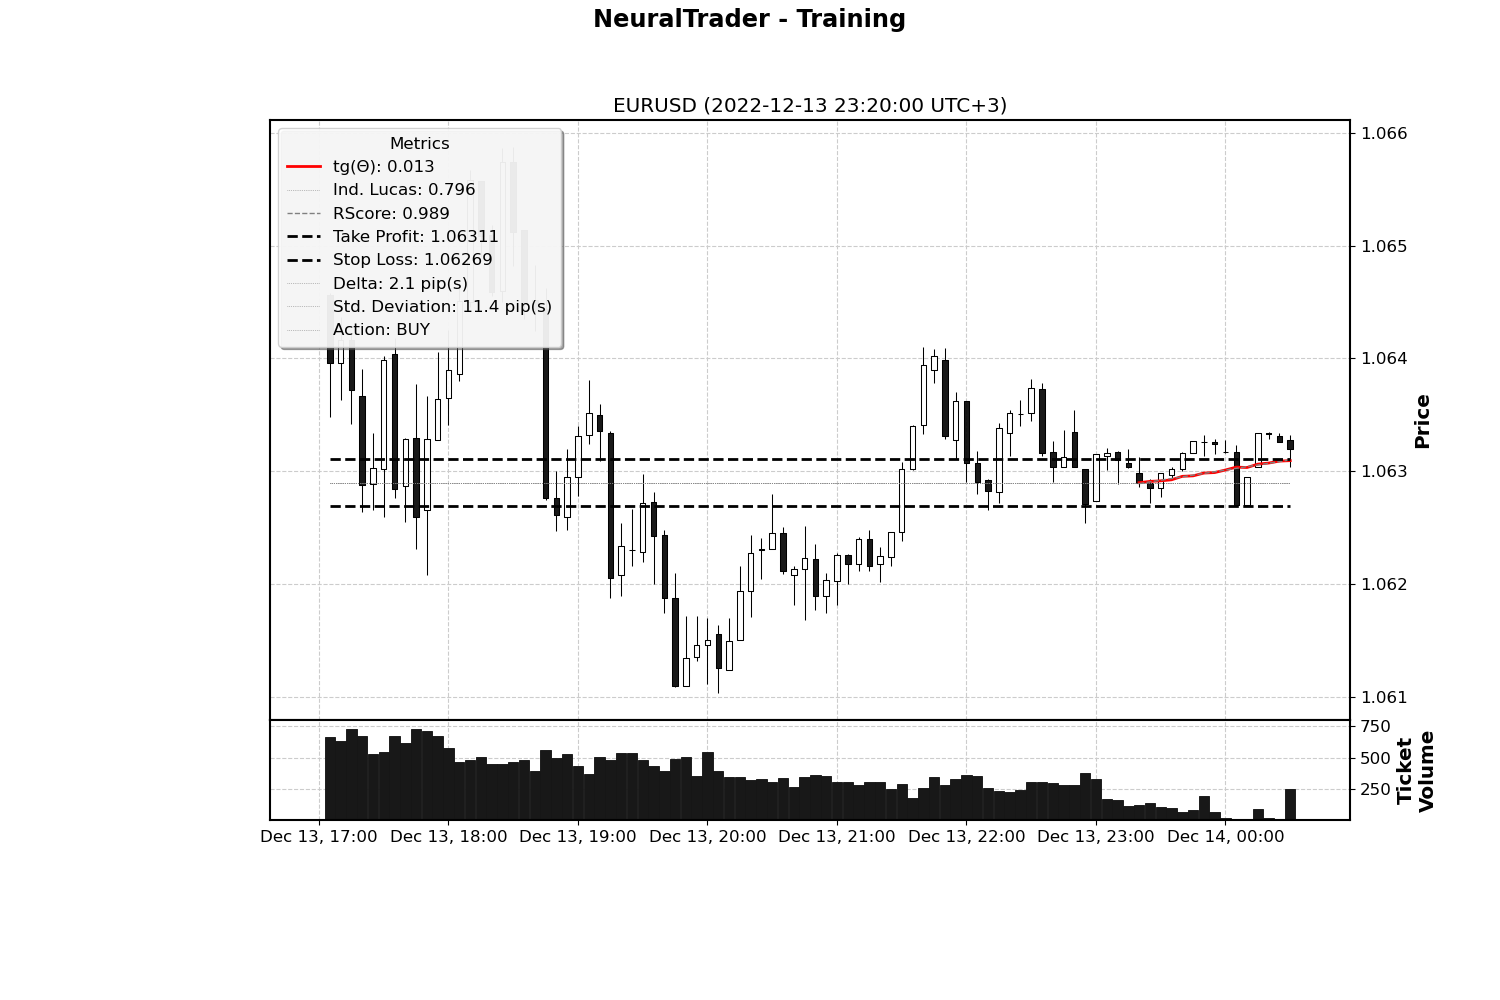 NeuralTrader - Training
EURUSD (2022-12-13 23:20:00 UTC+3)
Metrics
tg(Θ): 0.013
Ind. Lucas: 0.796
RScore: 0.989
Take Profit: 1.06311
Stop Loss: 1.06269
Delta: 2.1 pip(s)
Std. Deviation: 11.4 pip(s)
Action: BUY
1.066
1.065
1.064
1.063
1.062
1.061
Price
750
500
250
Ticket
Volume
Dec 13, 17:00 Dec 13, 18:00 Dec 13, 19:00 Dec 13, 20:00 Dec 13, 21:00 Dec 13, 22:00 Dec 13, 23:00 Dec 14, 00:00